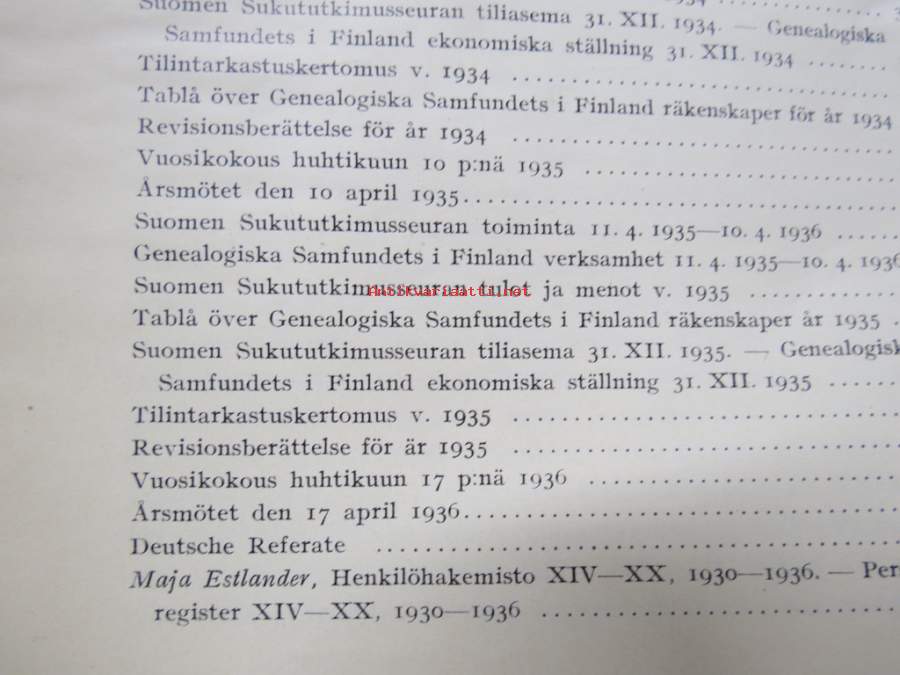 Suomen Sukututkimusseuran tiliasema 31. XII. 1934. — Genealogiska
Samfundets i Finland ekonomiska ställning 31. XII. 1934 ........
Tilintarkastuskertomus v. 1934 ........
Tablå över Genealogiska Samfundets i Finland räkenskaper för år 1934
Revisionsberättelse för år 1934 ........
Vuosikokous huhtikuun 10 p:nä 1935 ........
Årsmötet den 10 april 1935........
Suomen Sukututkimusseuran toiminta 11. 4. 1935—10. 4. 1936 ......
Genealogiska Samfundets i Finland verksamhet 11. 4. 1935—10. 4. 1936
Suomen Sukututkimusseuran tulot ja menot v. 1935 ........
Antikvariaatti.net
Tablå över Genealogiska Samfundets i Finland räkenskaper år 1935 .
Suomen Sukututkimusseuran tiliasema 31. XII. 1935. — Genealogisk
Samfundets i Finland ekonomiska ställning 31. XII. 1935 ......
Tilintarkastuskertomus v. 1935 ........
Revisionsberättelse för är 1935 ........
Vuosikokous huhtikuun 17 p:nä 1936 ........
Årsmötet den 17 april 1936........
Deutsche Referate ........
Maja Estlander, Henkilöhakemisto XIV—XX, 1930—1936. — Per
register XIV—XX, 1930—1936 ........